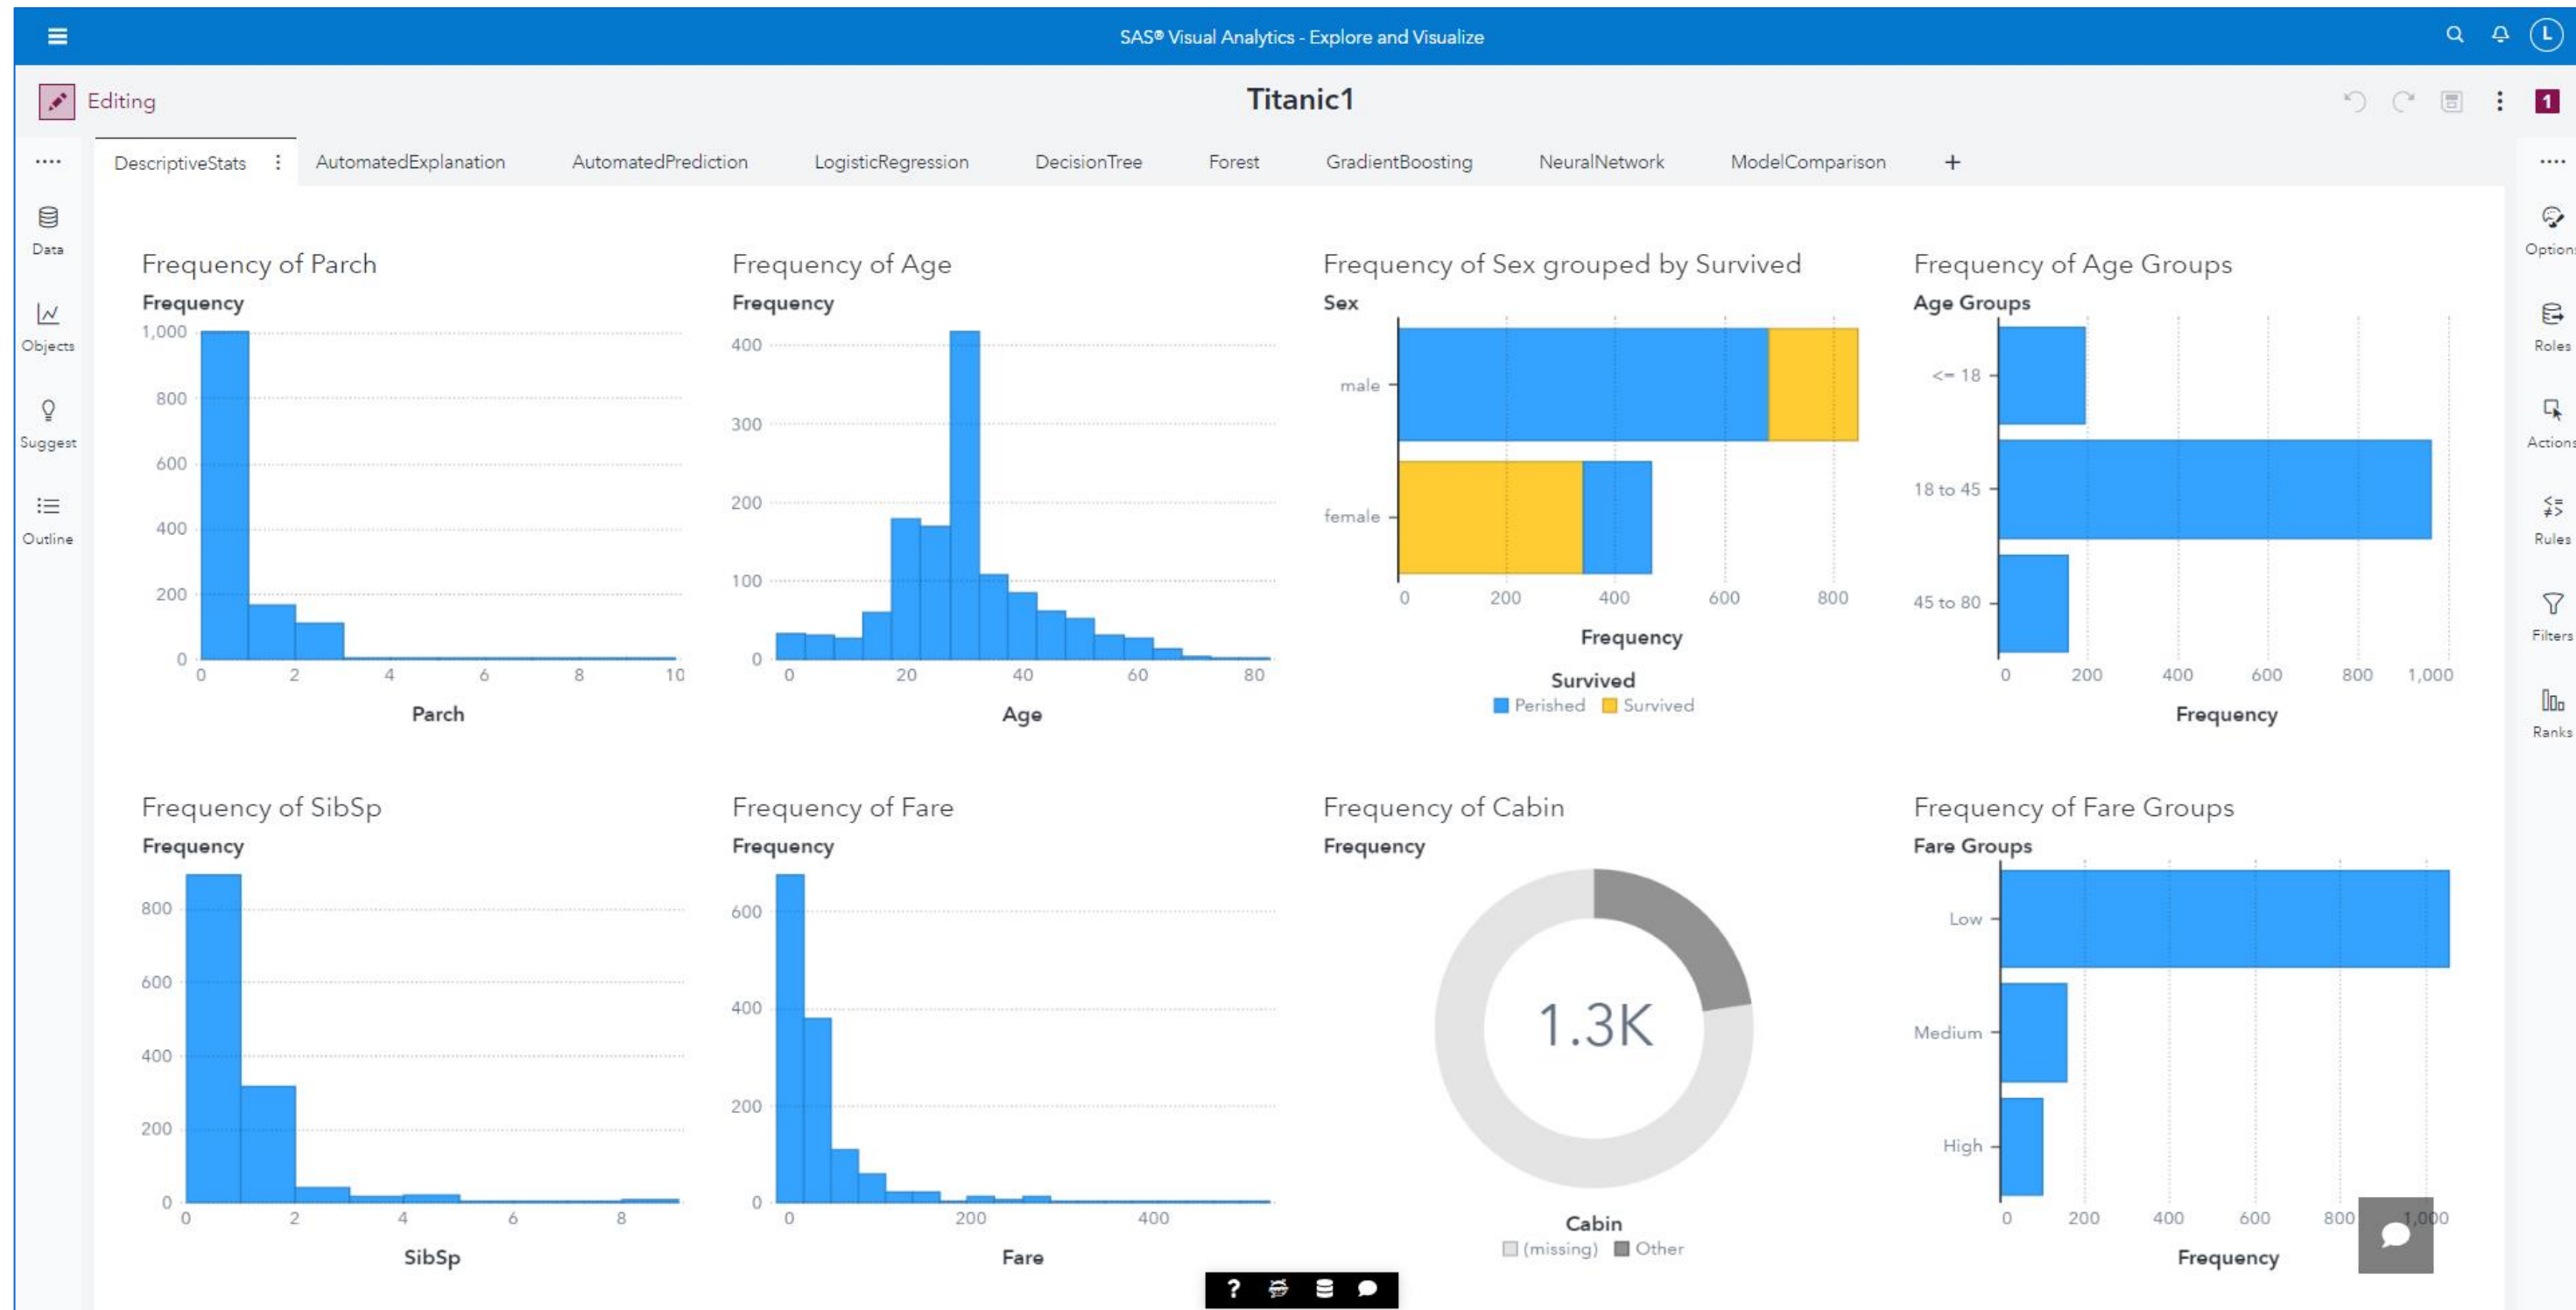 SAS® Visual Analytics - Explore and Visualize
L
Editing
Titanic1
1
DescriptiveStats
AutomatedExplanation
AutomatedPrediction
LogisticRegression
DecisionTree
Forest
GradientBoosting
NeuralNetwork
ModelComparison
+
Data
Objects
Suggest
Outline
Frequency of Parch
Frequency
1,000
800
600
400
200
0
0 2 4 6 8 10
Parch
Frequency of Age
Frequency
400
300
200
100
0
0 20 40 60 80
Age
Frequency of Sex grouped by Survived
Sex
male
female
0 200 400 600 800
Frequency
Survived
Perished Survived
Frequency of Age Groups
Age Groups
<= 18
18 to 45
45 to 80
0 200 400 600 800 1,000
Frequency
Option
Roles
Actions
Rules
Filters
Ranks
Frequency of SibSp
Frequency
800
600
400
200
0
0 2 4 6 8
SibSp
Frequency of Fare
Frequency
600
400
200
0
0 200 400
Fare
Frequency of Cabin
Frequency
1.3K
Cabin
(missing) Other
Frequency of Fare Groups
Fare Groups
Low
Medium
High
0 200 400 600 800 1,000
Frequency
?